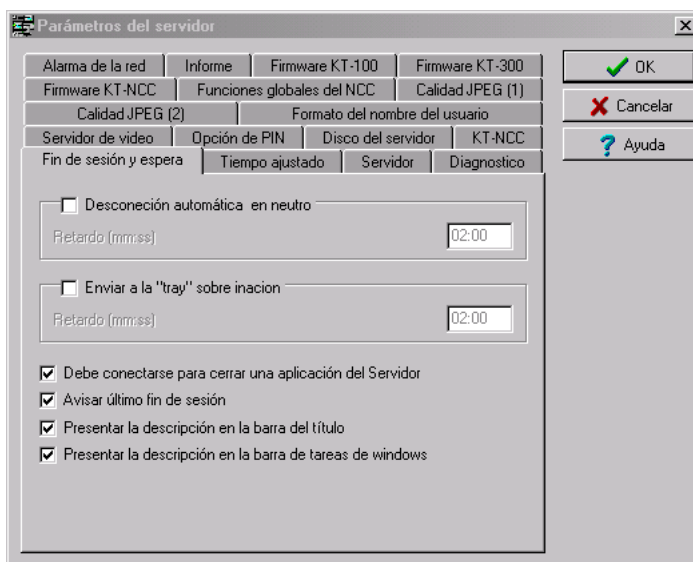 Parámetros del servidor
Alarma de la red Informe Firmware KT-100 Firmware KT-300
Firmware KT-NCC Funciones globales del NCC Calidad JPEG (1)
Calidad JPEG (2) Formato del nombre del usuario
Servidor de video Opción de PIN Disco del servidor KT-NCC
Fin de sesión y espera Tiempo ajustado Servidor Diagnostico
OK
Cancelar
Ayuda
Desconeción automática en neutro
Retardo (mm:ss) 02:00
Enviar a la "tray" sobre inacion
Retardo (mm:ss) 02:00
Debe conectarse para cerrar una aplicación del Servidor
Avisar último fin de sesión
Presentar la descripción en la barra del título
Presentar la descripción en la barra de tareas de windows